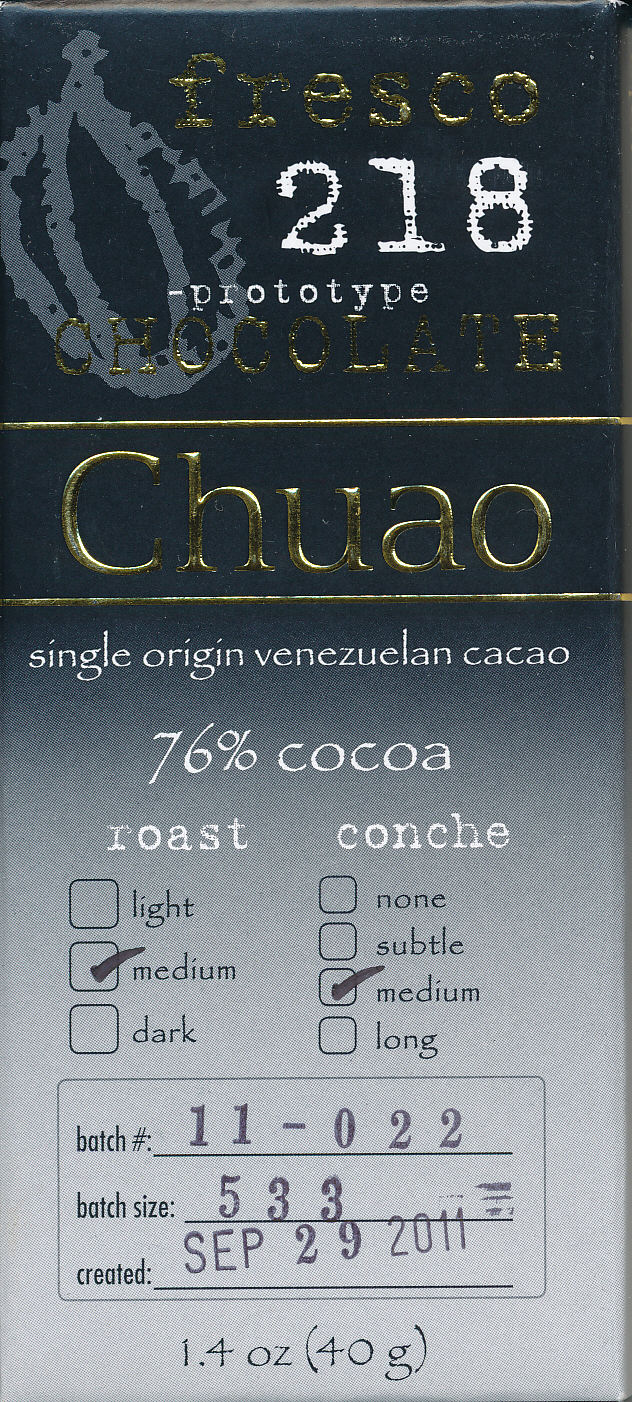 fresco
218
-prototype
CHOCOLATE
Chuao
single origin venezuelan cacao
76% cocoa
roast conche
light none
medium subtle
dark medium
long
batch #: 11-022
batch size: 533
created: SEP 29 2011
1.4 oz (40 g)